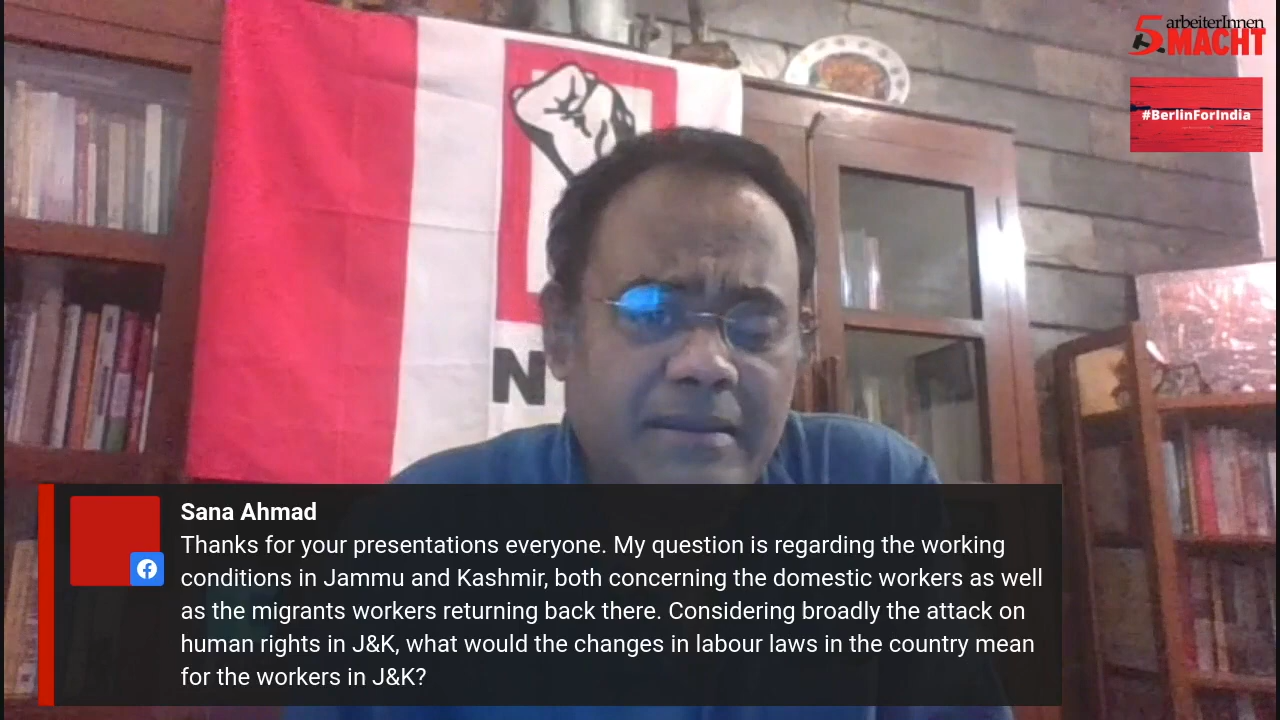 5 arbeiterInnen
MACHT
#BerlinForIndia
N
Sana Ahmad
Thanks for your presentations everyone. My question is regarding the working
conditions in Jammu and Kashmir, both concerning the domestic workers as well
as the migrants workers returning back there. Considering broadly the attack on
human rights in J&K, what would the changes in labour laws in the country mean
for the workers in J&K?